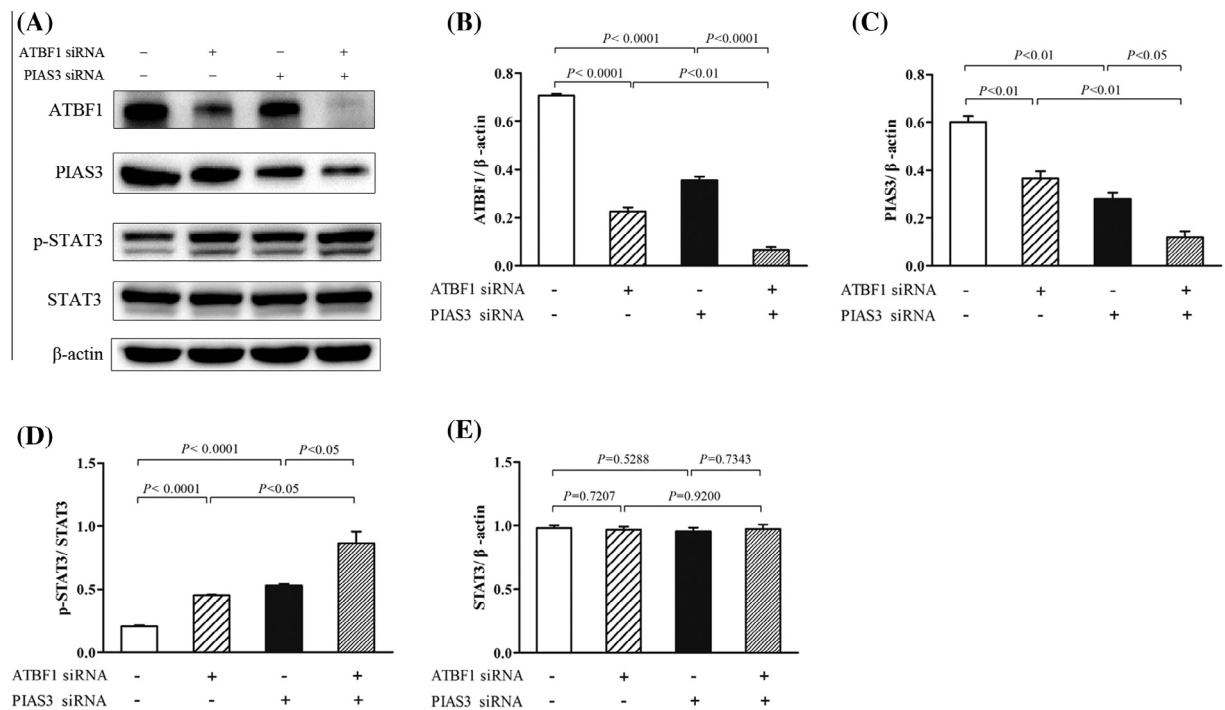 (A)
ATBF1 siRNA – + – +
PIAS3 siRNA – – + +
ATBF1
PIAS3
p-STAT3
STAT3
β-actin
(B)
P< 0.0001 P<0.0001
P< 0.0001 P<0.01
ATBF1/ β -actin
0.8
0.6
0.4
0.2
0.0
ATBF1 siRNA - + - +
PIAS3 siRNA - - + +
(C)
P<0.01 P<0.05
P<0.01 P<0.01
PIAS3/ β -actin
0.8
0.6
0.4
0.2
0.0
ATBF1 siRNA - + - +
PIAS3 siRNA - - + +
(D)
P< 0.0001 P<0.05
P< 0.0001 P<0.05
p-STAT3/ STAT3
1.5
1.0
0.5
0.0
ATBF1 siRNA - + - +
PIAS3 siRNA - - + +
(E)
P=0.5288 P=0.7343
P=0.7207 P=0.9200
STAT3/ β -actin
1.5
1.0
0.5
0.0
ATBF1 siRNA - + - +
PIAS3 siRNA - - + +